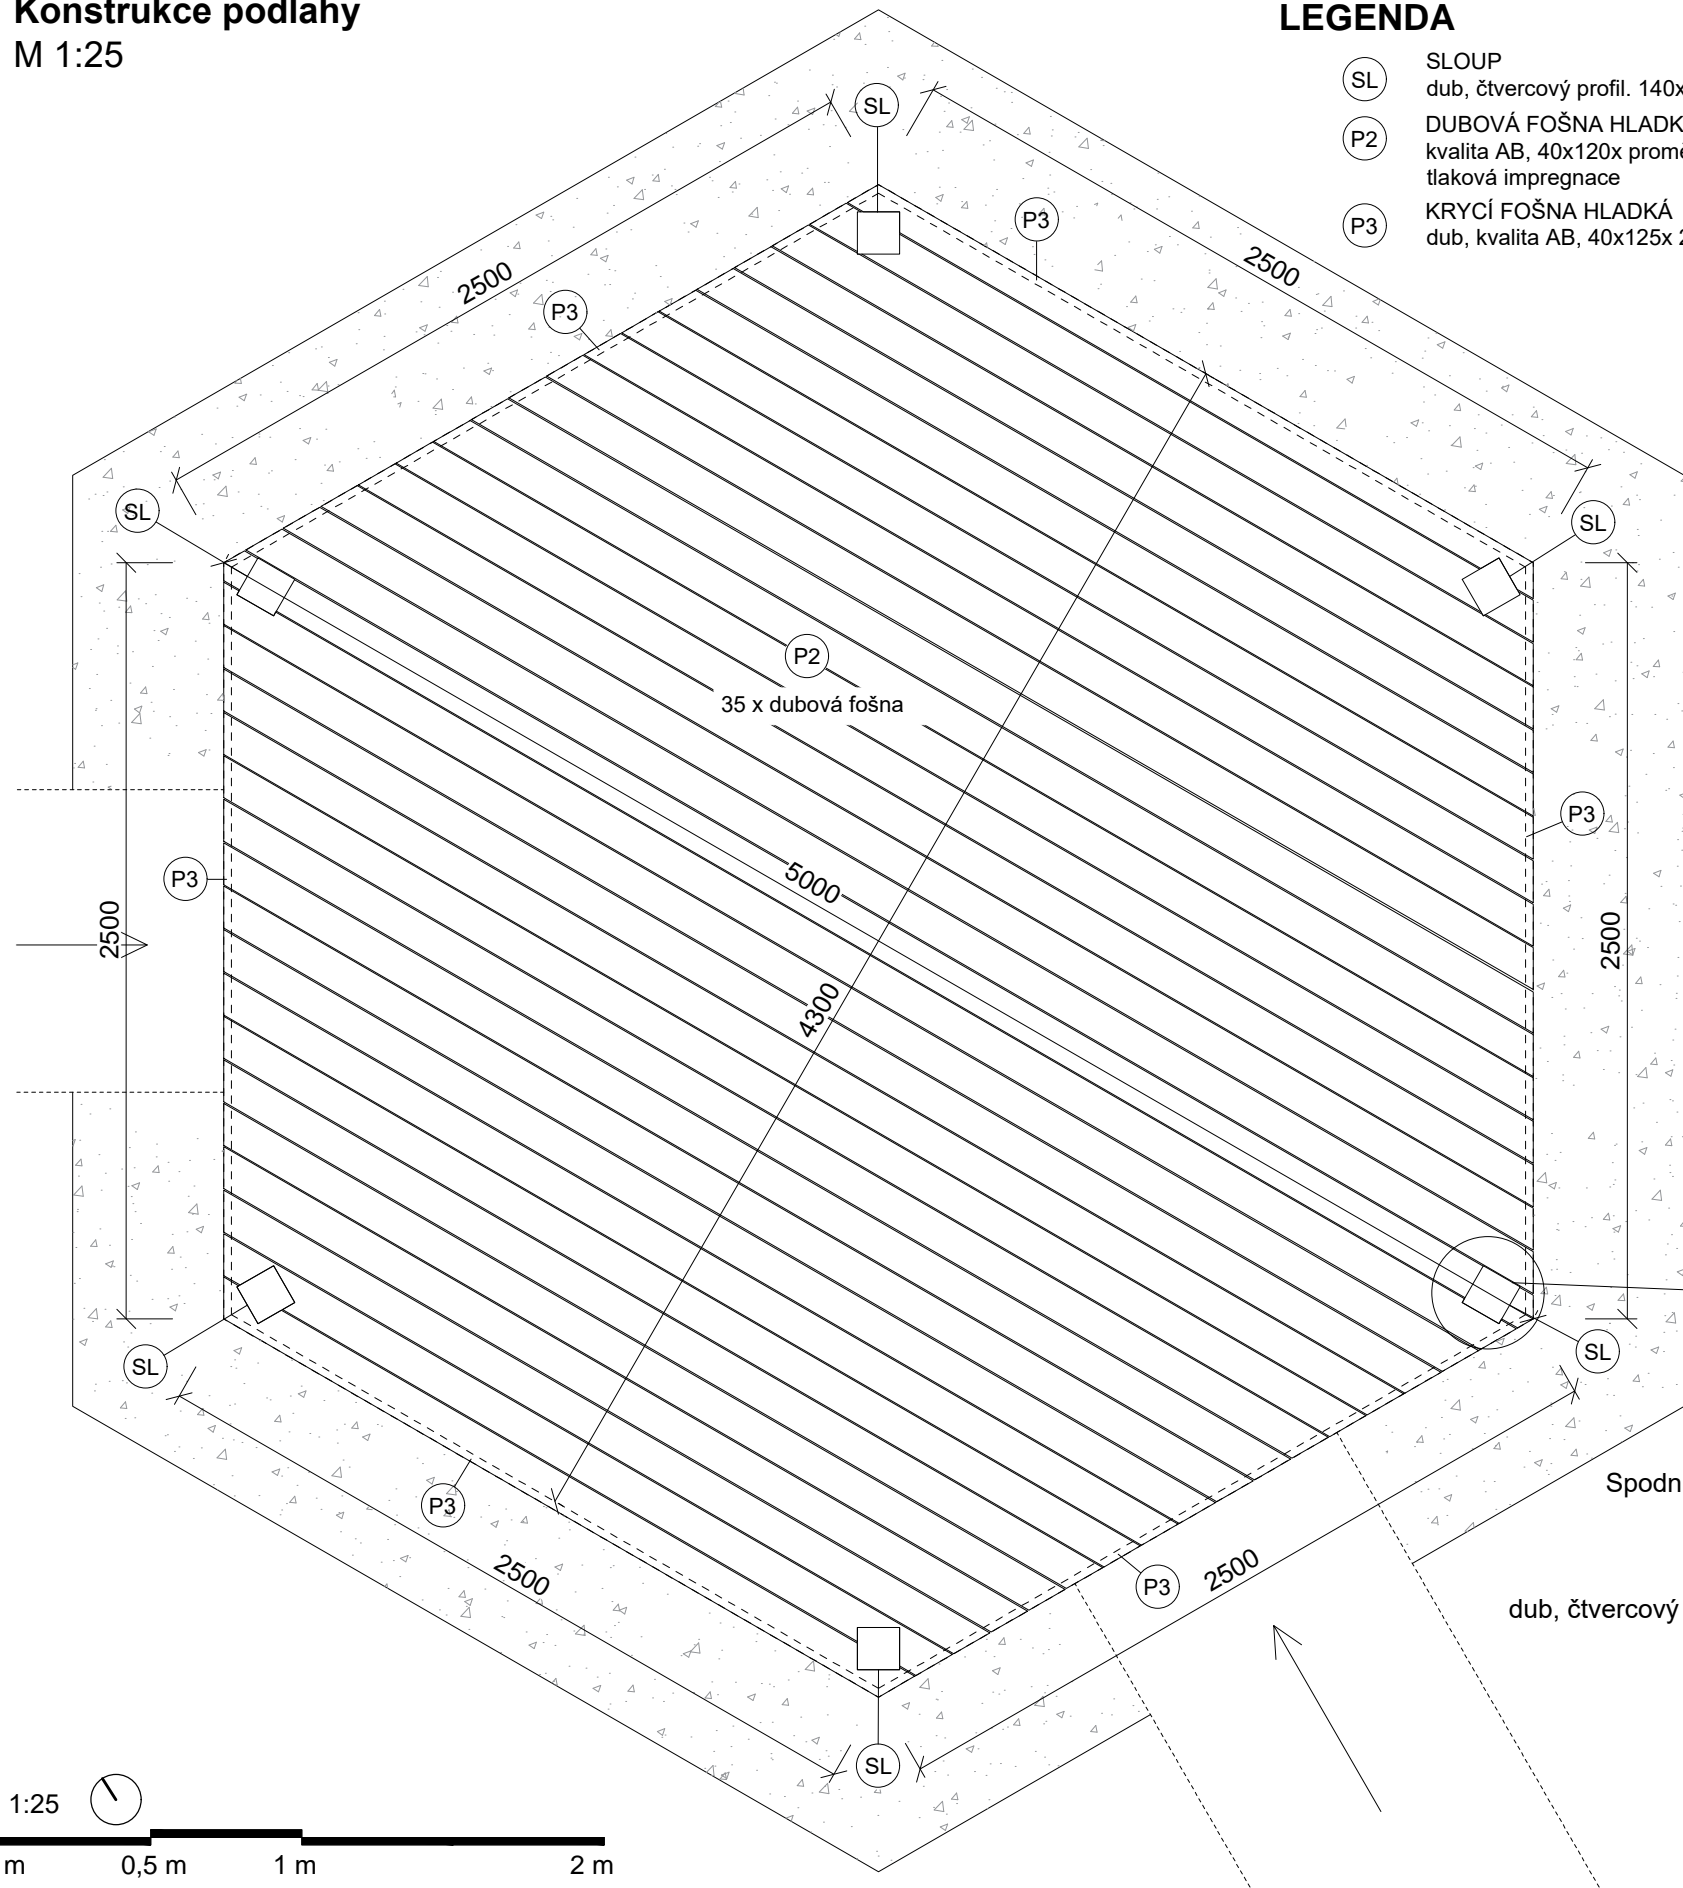 Konstrukce podlahy
M 1:25
LEGENDA
SL
SLOUP
dub, čtvercový profil. 140x
P2
DUBOVÁ FOŠNA HLADK
kvalita AB, 40x120x promě
tlaková impregnace
P3
KRYCÍ FOŠNA HLADKÁ
dub, kvalita AB, 40x125x 2
SL
P3
2500
2500
P3
SL
SL
P2
35 x dubová fošna
P3
5000
P3
2500
2500
4300
SL
SL
P3
Spodn
2500
2500
P3
dub, čtvercový
SL
1:25
m
0,5 m
1 m
2 m